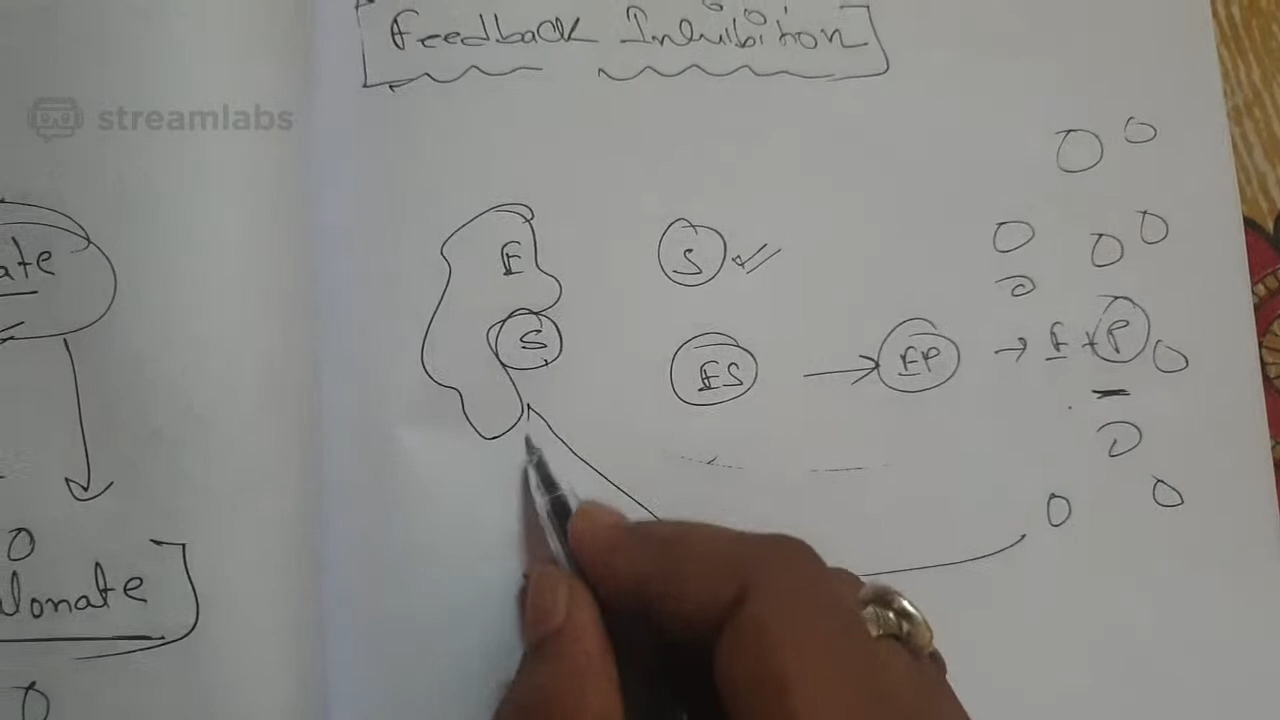 streamlabs
Feedback Inhibition
ate
E
S
S
ES → EP → E + P
lonate